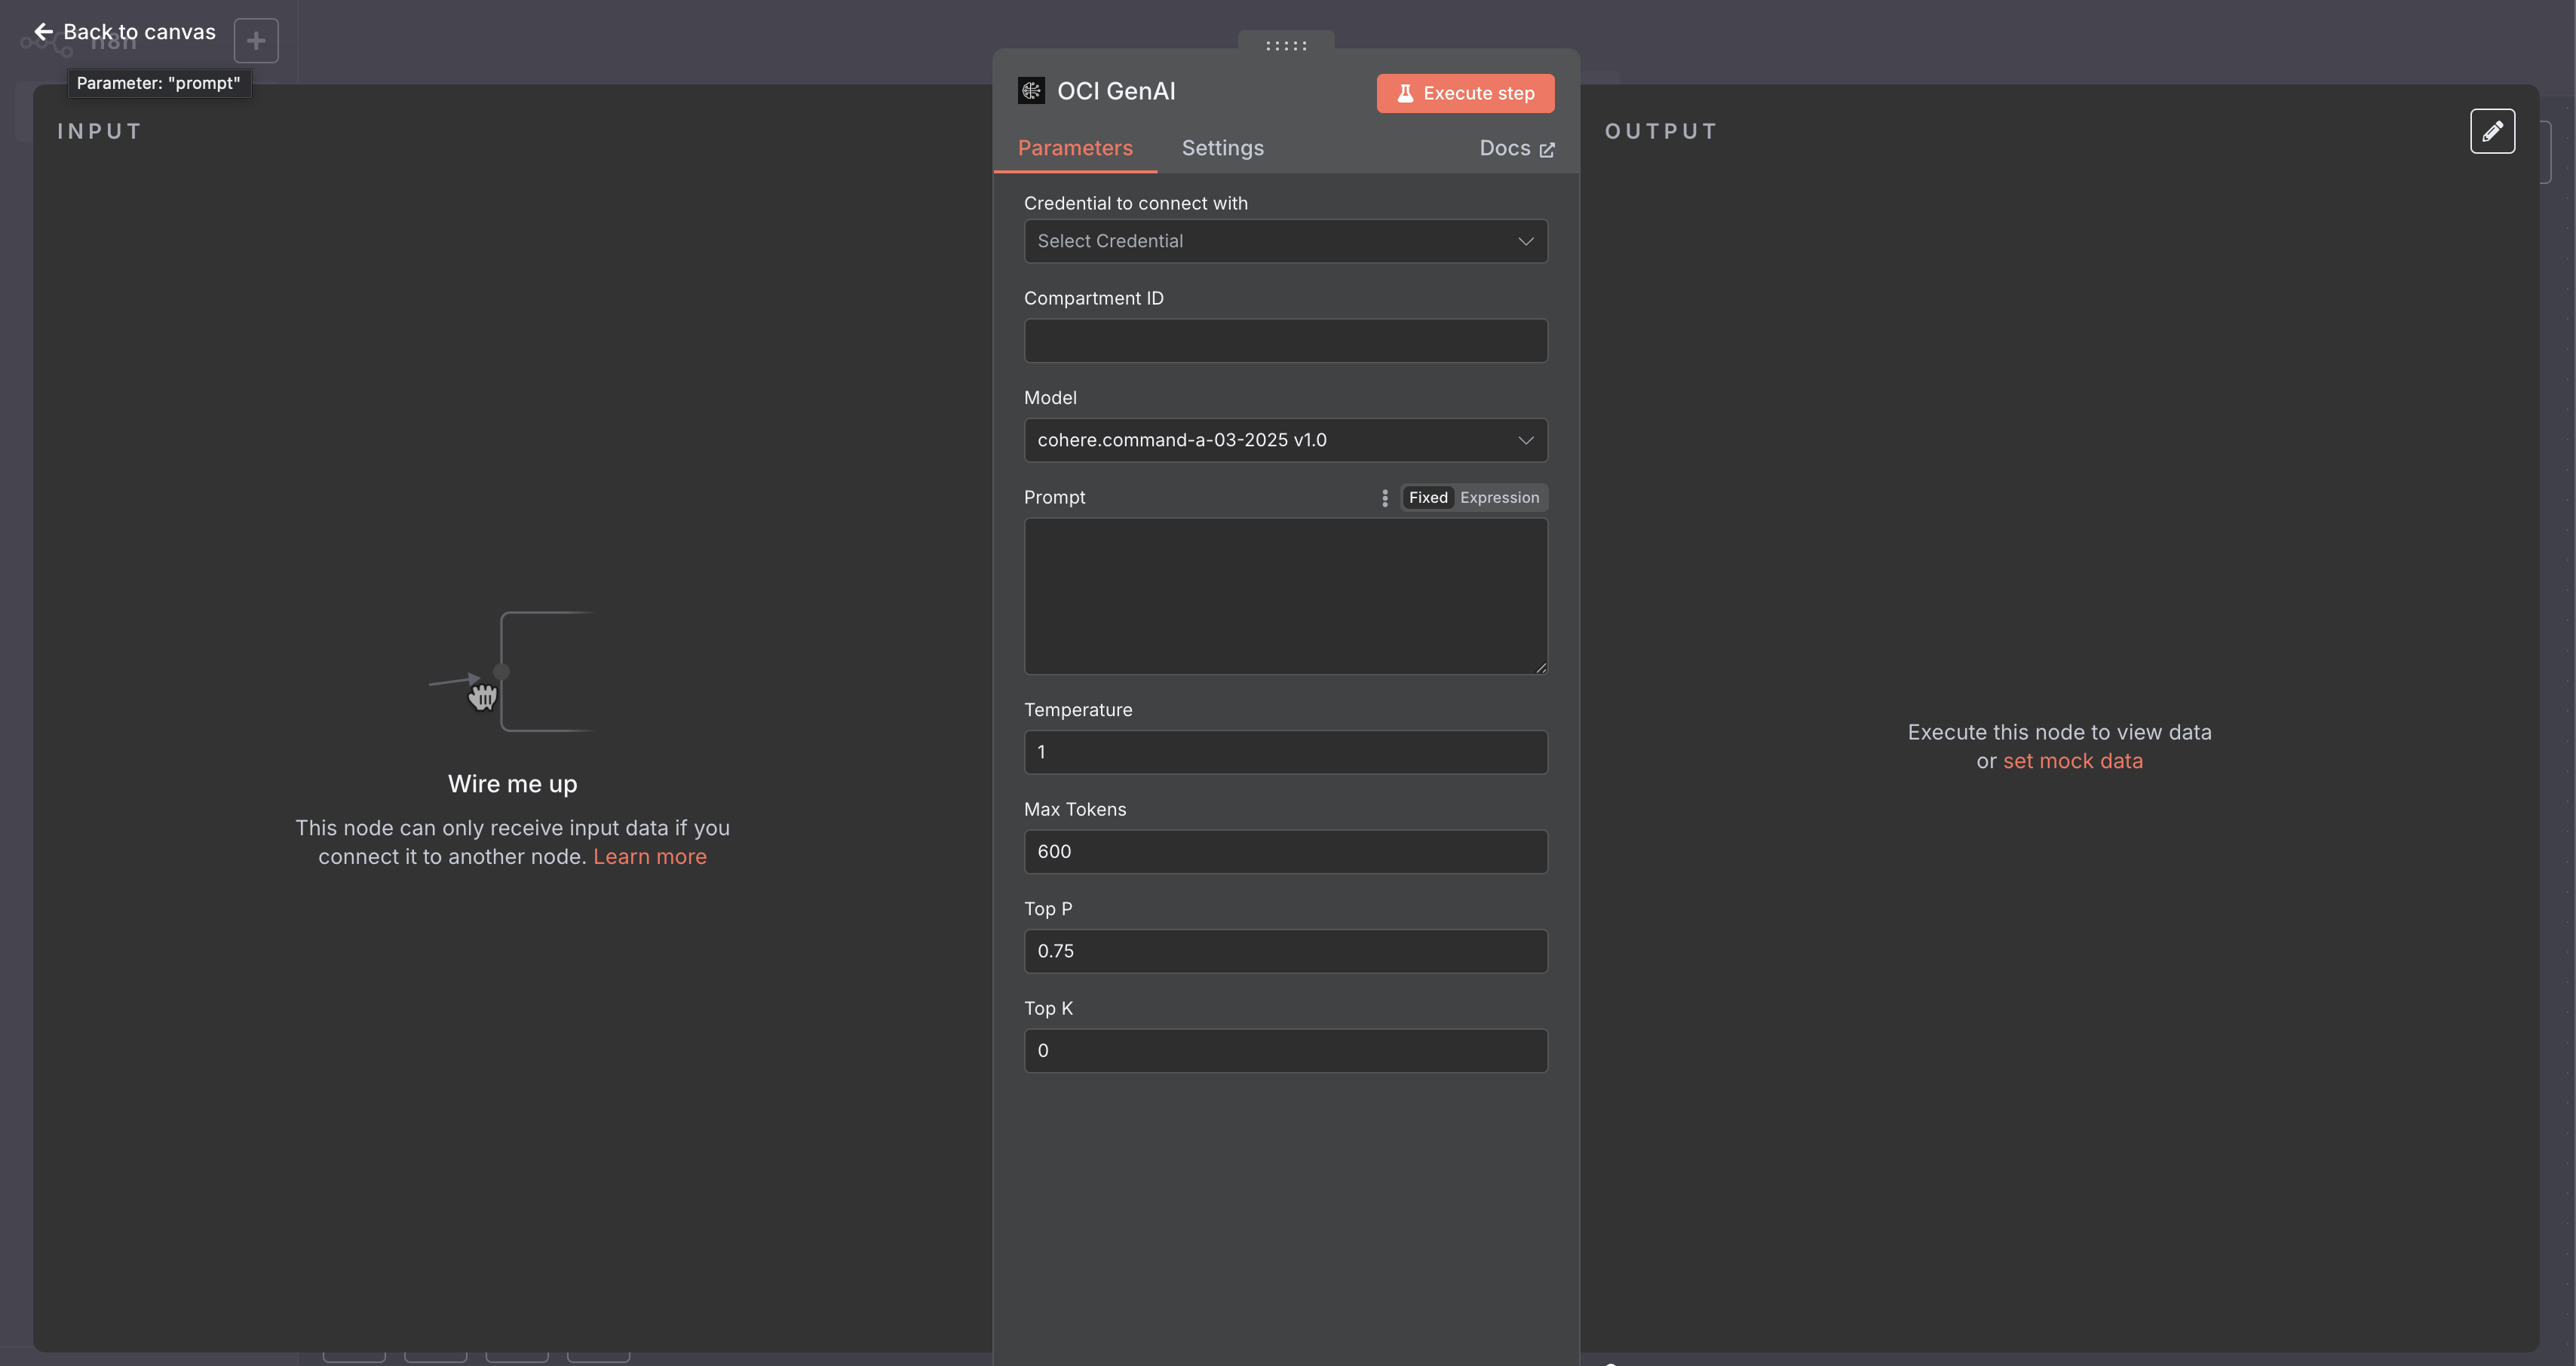 Back to canvas
n8n
Parameter: "prompt"
INPUT
Wire me up
This node can only receive input data if you
connect it to another node. Learn more
OCI GenAI
Execute step
Parameters
Settings
Docs
Credential to connect with
Select Credential
Compartment ID
Model
cohere.command-a-03-2025 v1.0
Prompt
Fixed
Expression
Temperature
1
Max Tokens
600
Top P
0.75
Top K
0
OUTPUT
Execute this node to view data
or set mock data